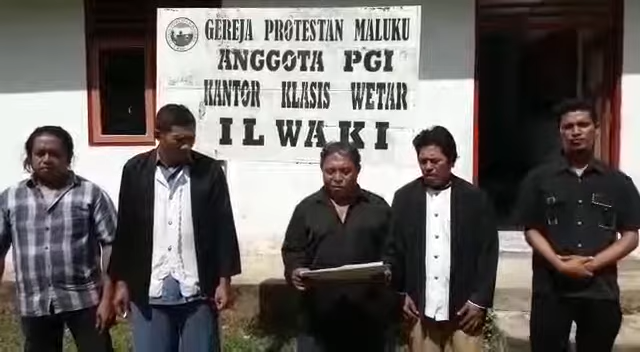 GEREJA PROTESTAN MALUKU
ANGGOTA PGI
KANTOR KLASIS WETAR
ILWAKI